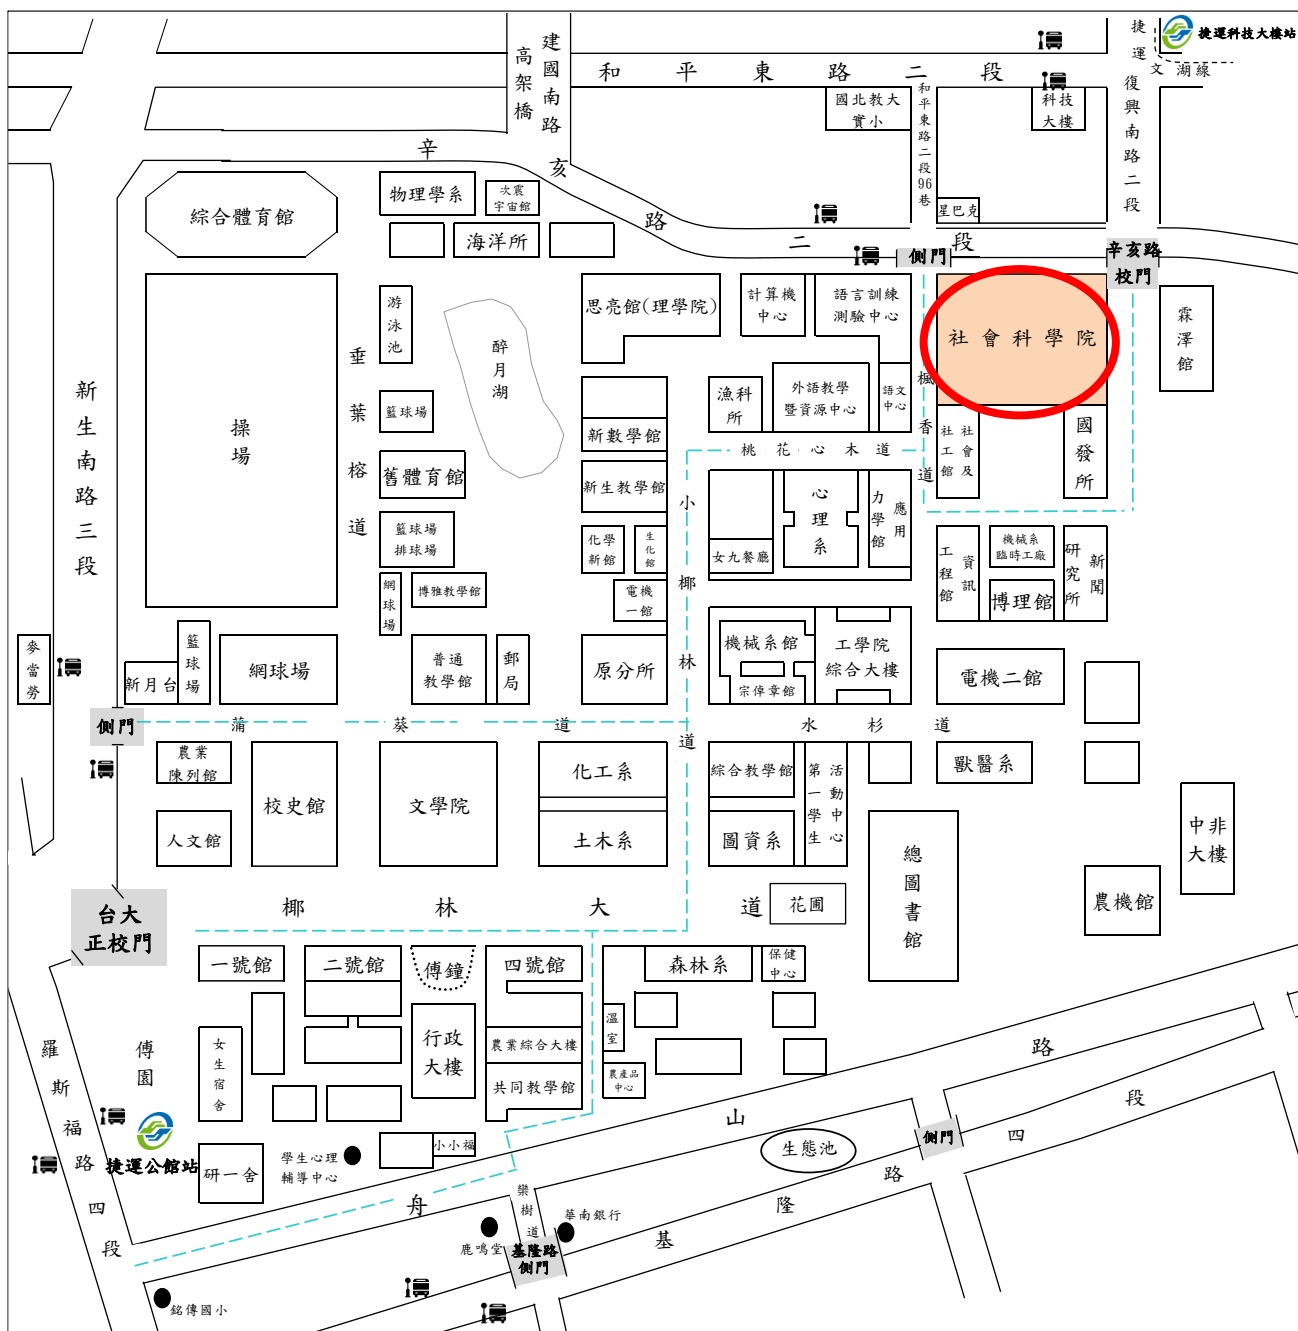 捷運科技大樓站
捷運
文湖線
建國南路
高架橋
和平東路二段
國北教大
實小
和平東路二段96巷
科技
大樓
復興南路二段
辛亥路二段
星巴克
側門
辛亥路
校門
物理學系
次震
宇宙館
海洋所
綜合體育館
新生南路三段
操場
垂葉榕道
游泳池
醉月湖
籃球場
舊體育館
籃球場
排球場
網球場
博雅教學館
思亮館(理學院)
計算機
中心
語言訓練
測驗中心
社會科學院
霖澤館
新數學館
漁科所
外語教學
暨資源中心
語文中心
楓香道
社會及
社工館
國發所
桃花心木道
新生教學館
化學
新館
生化館
電機
一館
小椰林道
女九餐廳
心理系
應用
力學館
資訊
工程館
機械系
臨時工廠
博理館
新聞
研究所
麥當勞
籃球場
新月台
網球場
普通
教學館
郵局
原分所
機械系館
宗倬章館
工學院
綜合大樓
電機二館
側門
蒲葵道
水杉道
農業
陳列館
校史館
文學院
化工系
綜合教學館
第一學生
活動中心
獸醫系
人文館
土木系
圖資系
總圖書館
中非
大樓
農機館
台大
正校門
椰林大道
花圃
一號館
二號館
傅鐘
四號館
森林系
保健
中心
傅園
女生宿舍
行政
大樓
農業綜合大樓
共同教學館
溫室
農產品
中心
羅斯福路四段
捷運公館站
研一舍
學生心理
輔導中心
小小福
舟山路
生態池
側門
欒樹道
華南銀行
鹿鳴堂
基隆路
側門
基隆路四段
銘傳國小